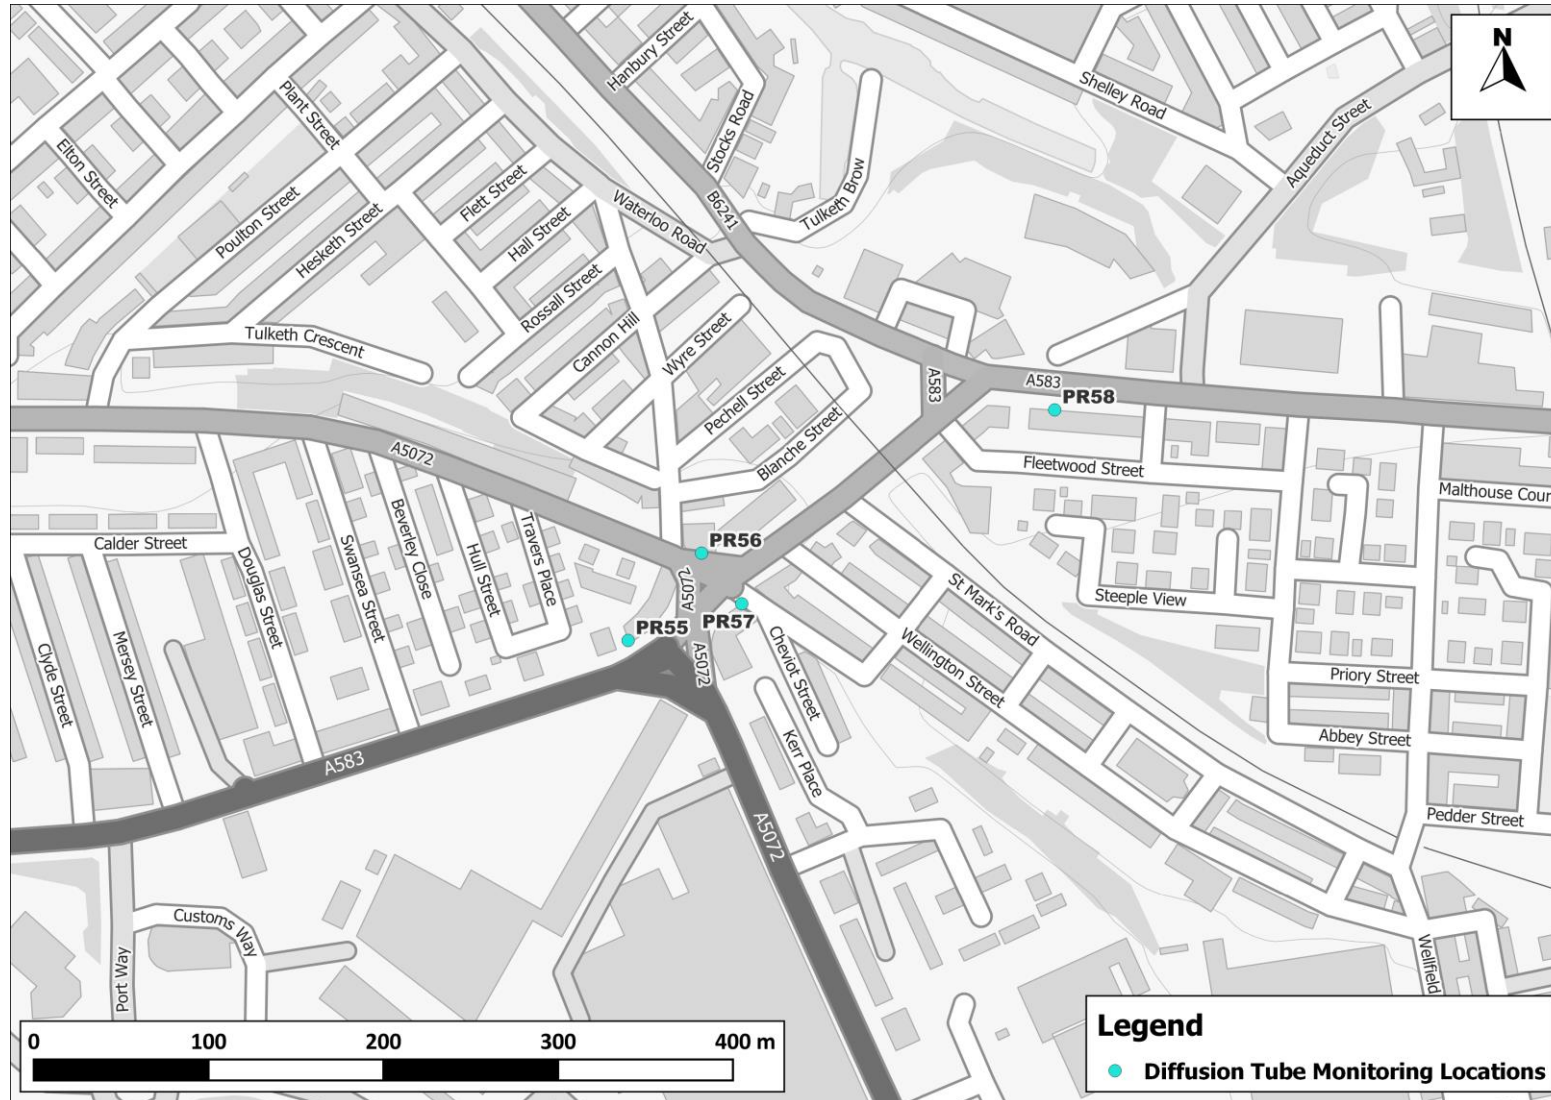 Hanbury Street
N
Shelley Road
Plant Street
Stocks Road
Aqueduct Street
Elton Street
Flett Street
Waterloo Road
B6241
Tulketh Brow
Poulton Street
Hesketh Street
Hall Street
Rossall Street
Cannon Hill
Wyre Street
Tulketh Crescent
Pechell Street
A583
A583
PR58
A5072
Blanche Street
Fleetwood Street
Malthouse Cour
Calder Street
Douglas Street
Swansea Street
Beverley Close
Hull Street
Travers Place
PR56
A5072
PR57
PR55
A5072
Cheviot Street
St Mark's Road
Wellington Street
Steeple View
Clyde Street
Mersey Street
Priory Street
Abbey Street
A583
Kerr Place
A5072
Pedder Street
Customs Way
Port Way
Wellfield
0 100 200 300 400 m
Legend
Diffusion Tube Monitoring Locations